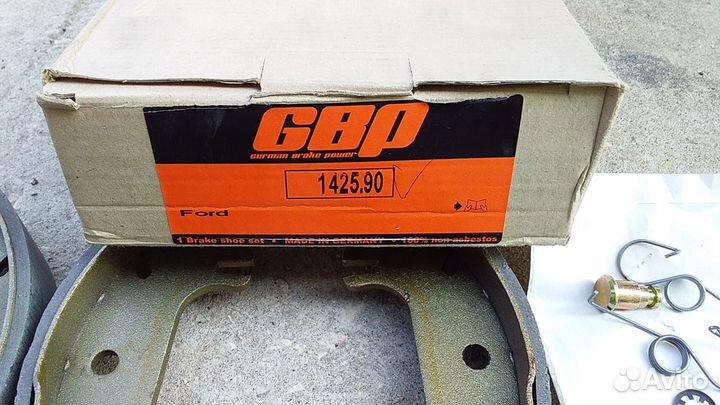 GBP
german brake power
1425.90
Ford
1 Brake shoe set • MADE IN GERMANY • 100% non asbestos
Avito